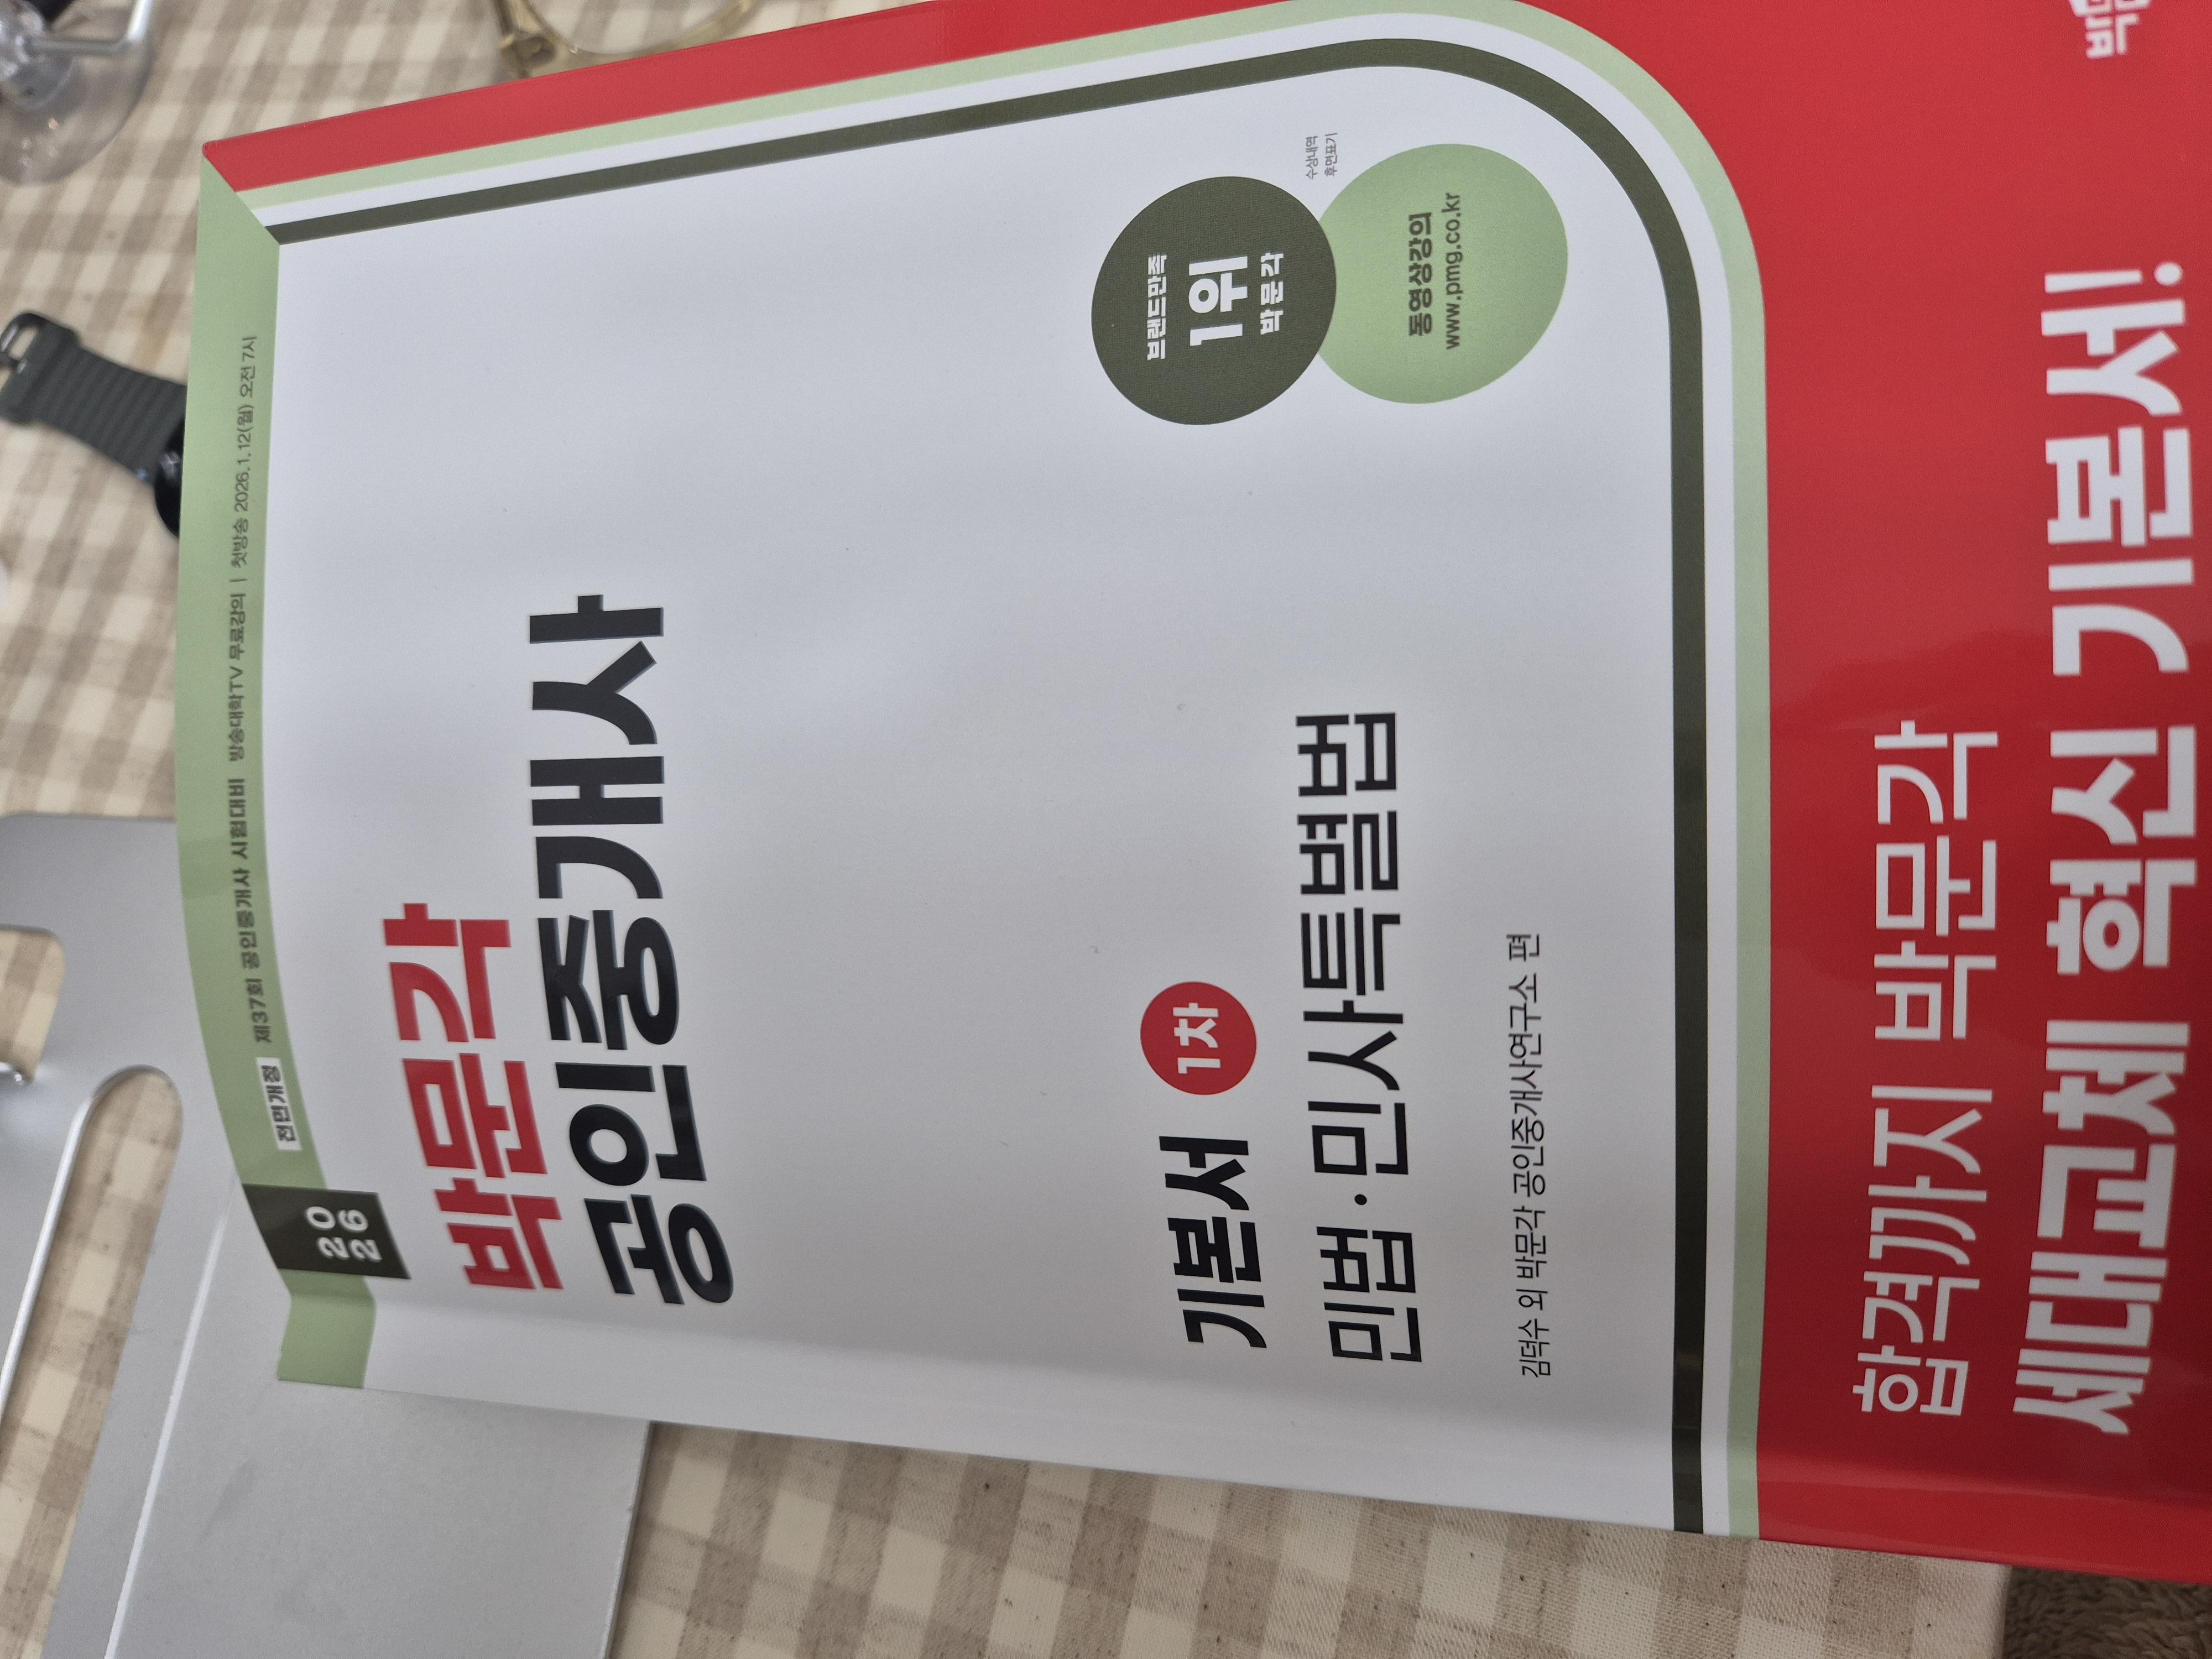 2026
전면개정 제37회 공인중개사 시험대비 방송대학TV 무료강의 | 첫방송 2026.1.12(월) 오전 7시
박문각
공인중개사
브랜드만족
1위
박문각
수상내역
후면표기
동영상강의
www.pmg.co.kr
기본서 1차
민법·민사특별법
김덕수 외 박문각 공인중개사연구소 편
합격까지 박문각
세대교체 혁신 기본서!